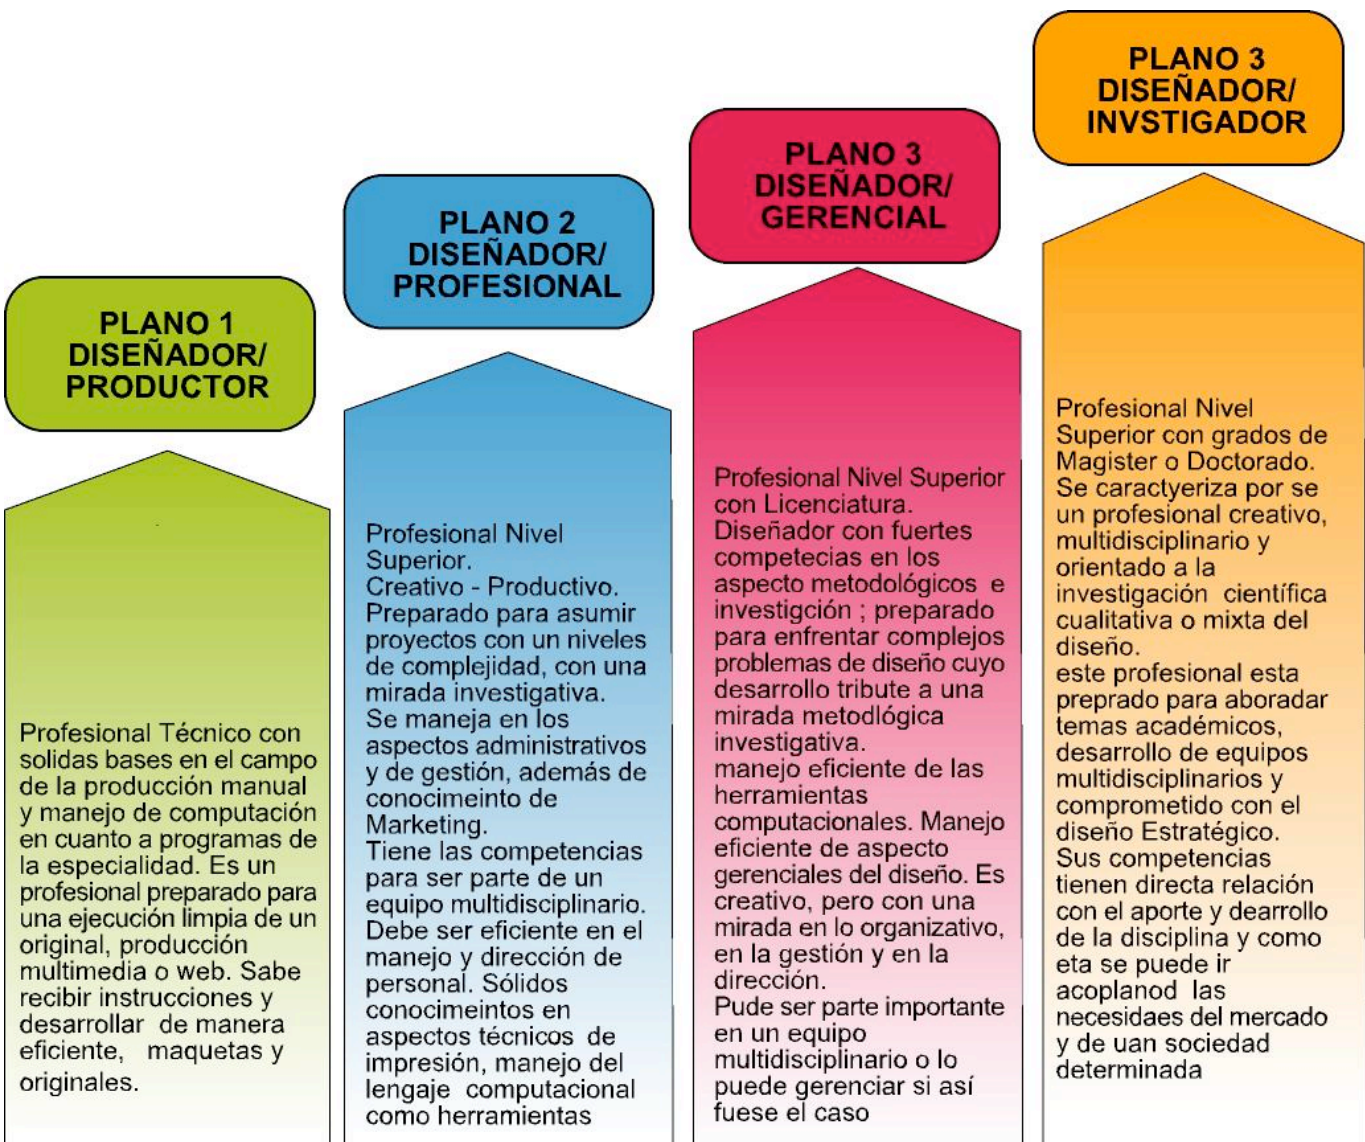 PLANO 1
DISEÑADOR/
PRODUCTOR
Profesional Técnico con
solidas bases en el campo
de la producción manual
y manejo de computación
en cuanto a programas de
la especialidad. Es un
profesional preparado para
una ejecución limpia de un
original, producción
multimedia o web. Sabe
recibir instrucciones y
desarrollar de manera
eficiente, maquetas y
originales.
PLANO 2
DISEÑADOR/
PROFESIONAL
Profesional Nivel
Superior.
Creativo - Productivo.
Preparado para asumir
proyectos con un niveles
de complejidad, con una
mirada investigativa.
Se maneja en los
aspectos administrativos
y de gestión, además de
conocimeinto de
Marketing.
Tiene las competencias
para ser parte de un
equipo multidisciplinario.
Debe ser eficiente en el
manejo y dirección de
personal. Sólidos
conocimeintos en
aspectos técnicos de
impresión, manejo del
lengaje computacional
como herramientas
PLANO 3
DISEÑADOR/
GERENCIAL
Profesional Nivel Superior
con Licenciatura.
Diseñador con fuertes
competecias en los
aspecto metodológicos e
investigción ; preparado
para enfrentar complejos
problemas de diseño cuyo
desarrollo tribute a una
mirada metodlógica
investigativa.
manejo eficiente de las
herramientas
computacionales. Manejo
eficiente de aspecto
gerenciales del diseño. Es
creativo, pero con una
mirada en lo organizativo,
en la gestión y en la
dirección.
Pude ser parte importante
en un equipo
multidisciplinario o lo
puede gerenciar si así
fuese el caso
PLANO 3
DISEÑADOR/
INVSTIGADOR
Profesional Nivel
Superior con grados de
Magister o Doctorado.
Se caractyeriza por se
un profesional creativo,
multidisciplinario y
orientado a la
investigación científica
cualitativa o mixta del
diseño.
este profesional esta
preprado para aboradar
temas académicos,
desarrollo de equipos
multidisciplinarios y
comprometido con el
diseño Estratégico.
Sus competencias
tienen directa relación
con el aporte y dearrollo
de la disciplina y como
eta se puede ir
acoplanod las
necesidaes del mercado
y de uan sociedad
determinada